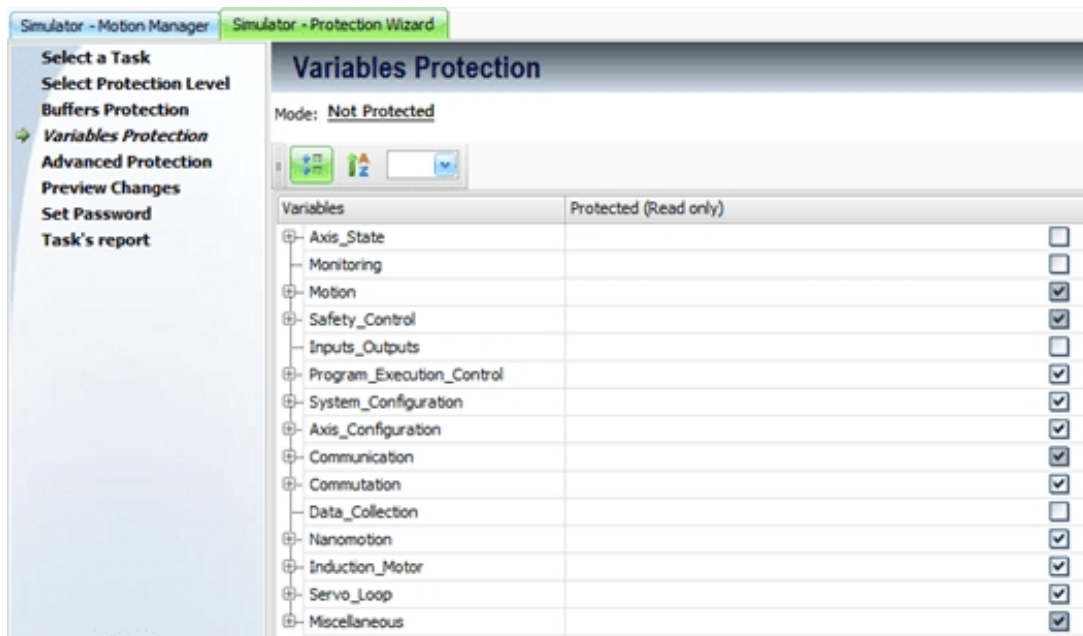 Simulator - Motion Manager
Simulator - Protection Wizard
Select a Task
Select Protection Level
Buffers Protection
Variables Protection
Advanced Protection
Preview Changes
Set Password
Task's report
Variables Protection
Mode: Not Protected
A
Z
Variables Protected (Read only)
Axis_State
Monitoring
Motion
Safety_Control
Inputs_Outputs
Program_Execution_Control
System_Configuration
Axis_Configuration
Communication
Commutation
Data_Collection
Nanomotion
Induction_Motor
Servo_Loop
Miscellaneous